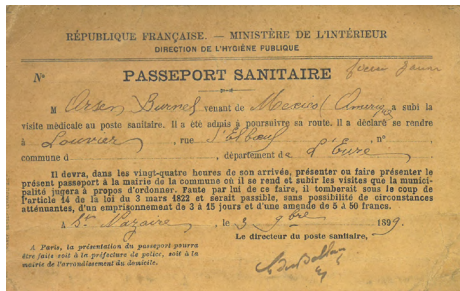 RÉPUBLIQUE FRANÇAISE. — MINISTÈRE DE L'INTÉRIEUR
DIRECTION DE L'HYGIÈNE PUBLIQUE
N°
PASSEPORT SANITAIRE
M Burnel venant de Mexico a subi la
visite médicale au poste sanitaire. Il a été admis à poursuivre sa route. Il a déclaré se rendre
à Louviers, rue d'Elbeuf, n°
commune d , département de L'Eure
Il devra, dans les vingt-quatre heures de son arrivée, présenter ou faire présenter le
présent passeport à la mairie de la commune où il se rend et subir les visites que la munici-
palité jugera à propos d'ordonner. Faute par lui de ce faire, il tomberait sous le coup de
l'article 14 de la loi du 3 mars 1822 et serait passible, sans possibilité de circonstances
atténuantes, d'un emprisonnement de 3 à 15 jours et d'une amende de 5 à 50 francs.
A St Nazaire, le 3 1899
Le directeur du poste sanitaire,
A Paris, la présentation du passeport pourra
être faite soit à la préfecture de police, soit à la
mairie de l'arrondissement du domicile.